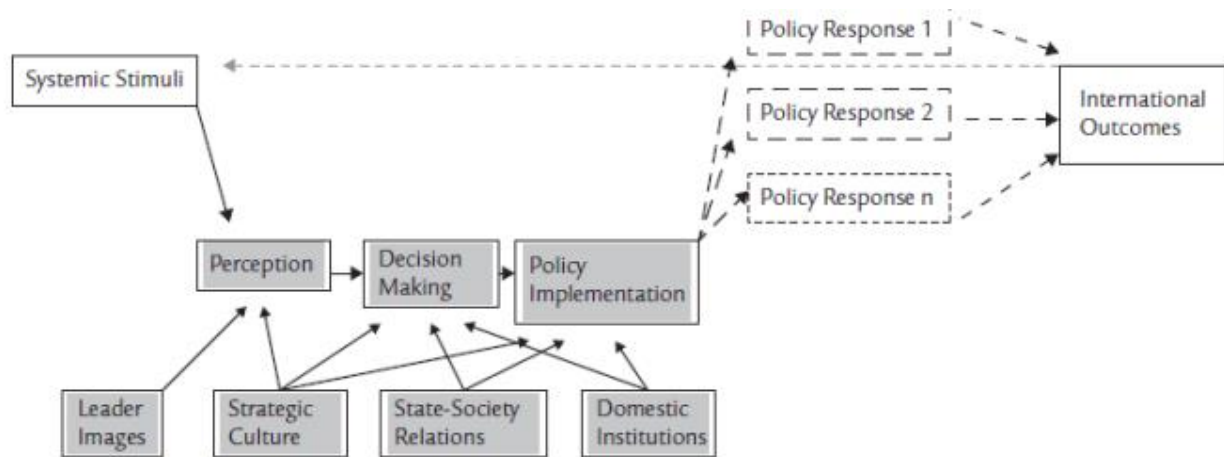 Policy Response 1
Systemic Stimuli
Policy Response 2
International
Outcomes
Policy Response n
Perception
Decision
Making
Policy
Implementation
Leader
Images
Strategic
Culture
State-Society
Relations
Domestic
Institutions